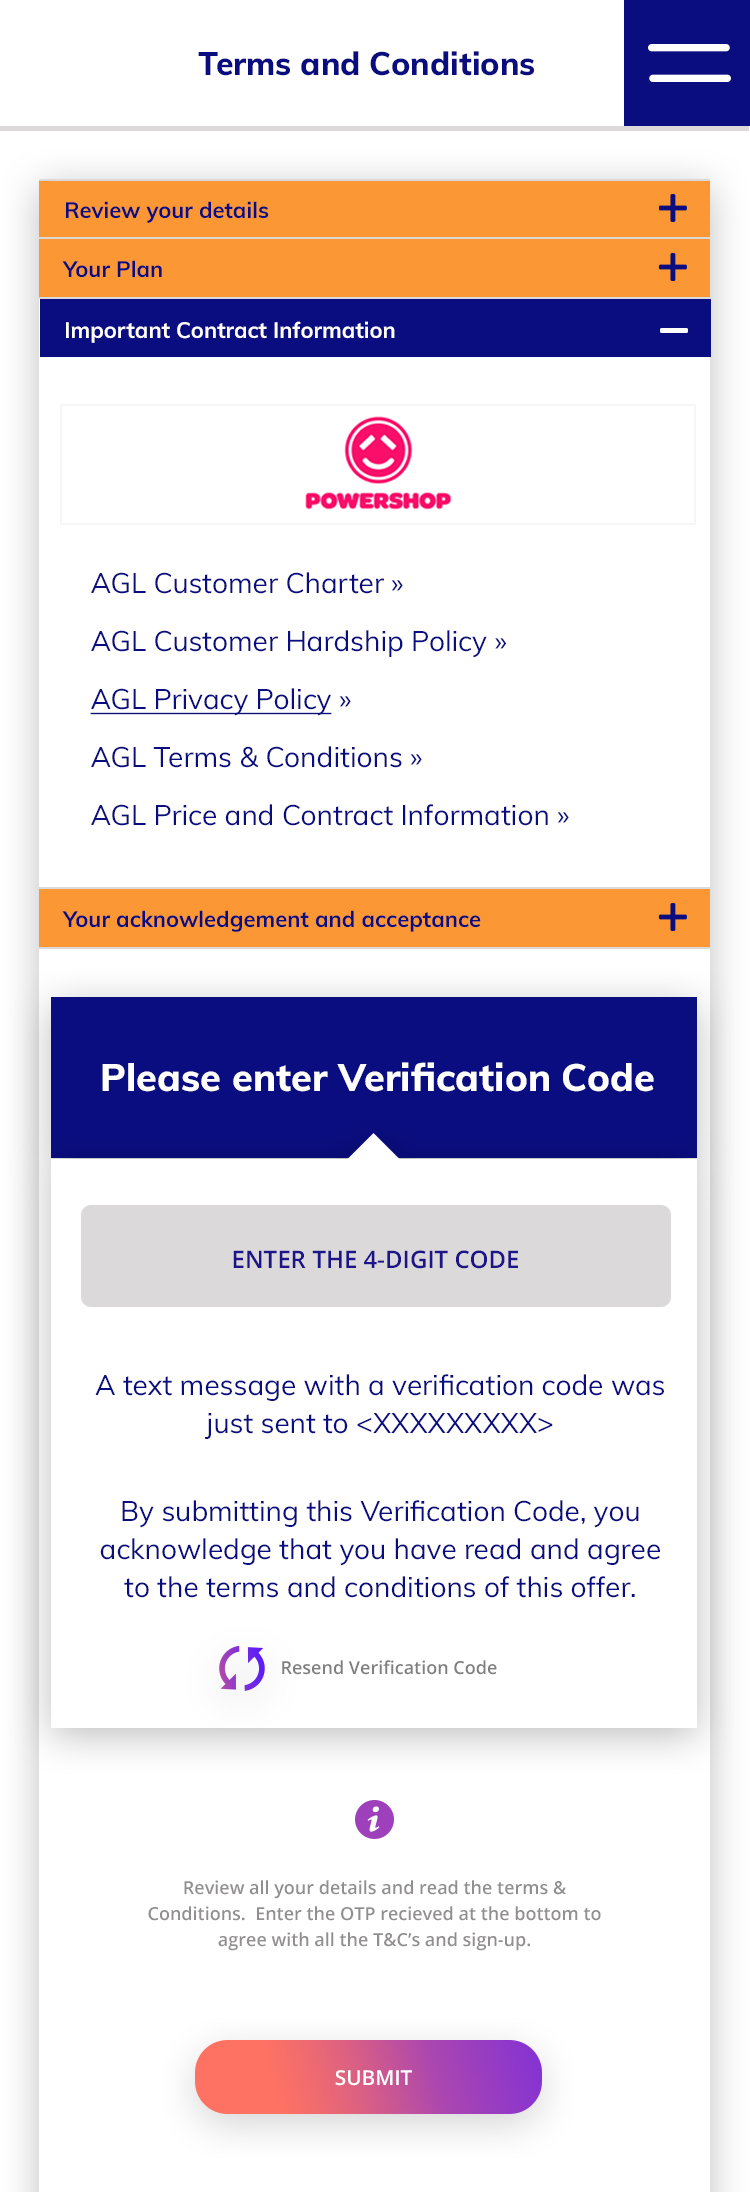 Terms and Conditions
Review your details
Your Plan
Important Contract Information
POWERSHOP
AGL Customer Charter »
AGL Customer Hardship Policy »
AGL Privacy Policy »
AGL Terms & Conditions »
AGL Price and Contract Information »
Your acknowledgement and acceptance
Please enter Verification Code
ENTER THE 4-DIGIT CODE
A text message with a verification code was
just sent to <XXXXXXXXX>
By submitting this Verification Code, you
acknowledge that you have read and agree
to the terms and conditions of this offer.
Resend Verification Code
i
Review all your details and read the terms &
Conditions.  Enter the OTP recieved at the bottom to
agree with all the T&C's and sign-up.
SUBMIT